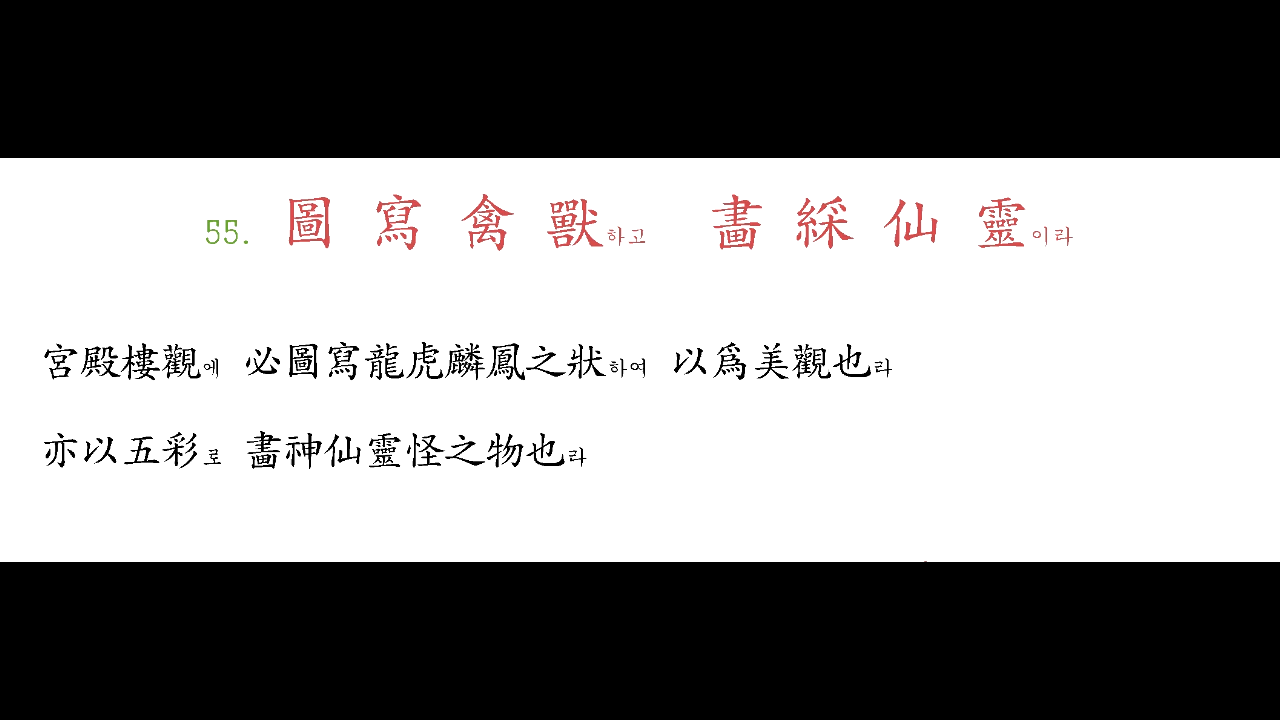 55. 圖 寫 禽 獸하고 畵 綵 仙 靈이라
宮殿樓觀에 必圖寫龍虎麟鳳之狀하여 以爲美觀也라
亦以五彩로 畵神仙靈怪之物也라